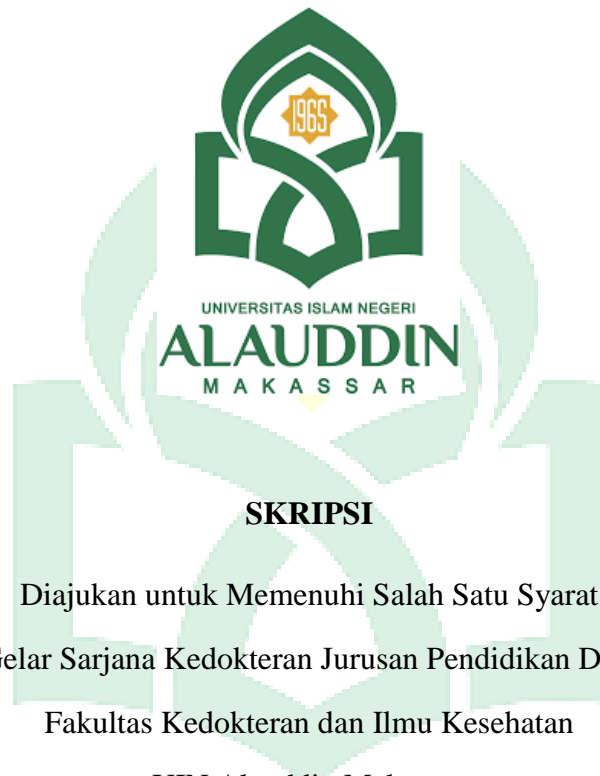 1965
UNIVERSITAS ISLAM NEGERI
ALAUDDIN
MAKASSAR
SKRIPSI
Diajukan untuk Memenuhi Salah Satu Syarat
Gelar Sarjana Kedokteran Jurusan Pendidikan D
Fakultas Kedokteran dan Ilmu Kesehatan